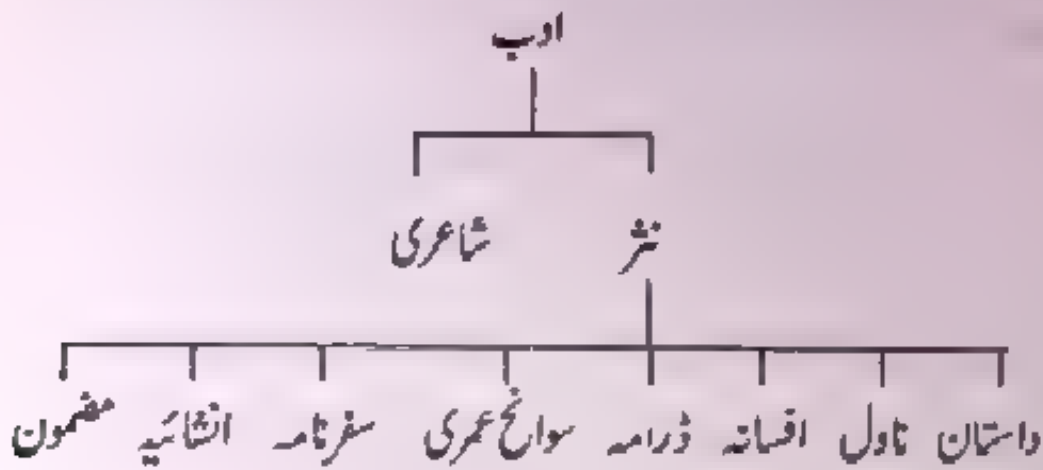 ادب
نثر شاعری
داستان ناول افسانہ ڈرامہ سوانح عمری سفرنامہ انشائیہ مضمون